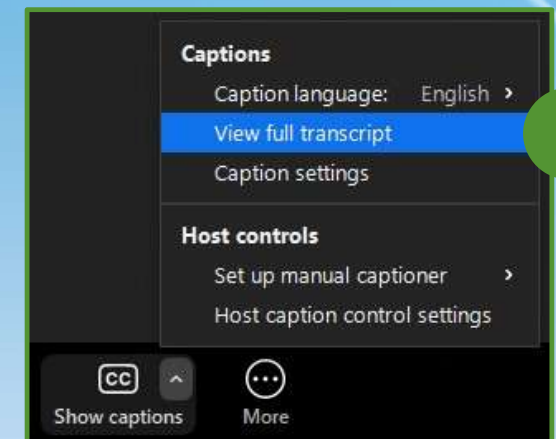 Captions
Caption language: English >
View full transcript
Caption settings
Host controls
Set up manual captioner >
Host caption control settings
CC
Show captions
More